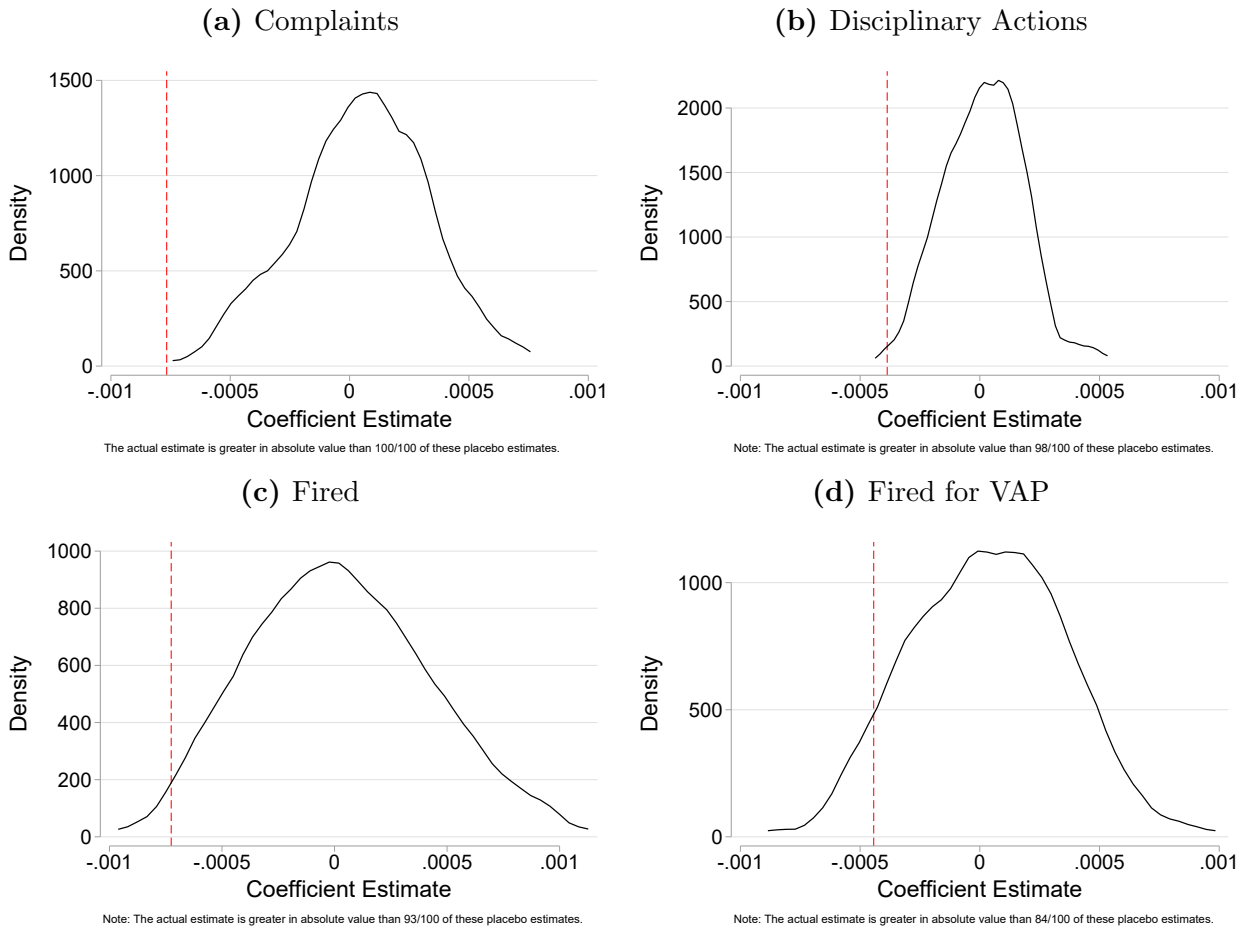 (a) Complaints
1500
1000
500
0
Density
-.001 -.0005 0 .0005 .001
Coefficient Estimate
The actual estimate is greater in absolute value than 100/100 of these placebo estimates.
(b) Disciplinary Actions
2000
1500
1000
500
0
Density
-.001 -.0005 0 .0005 .001
Coefficient Estimate
Note: The actual estimate is greater in absolute value than 98/100 of these placebo estimates.
(c) Fired
1000
800
600
400
200
0
Density
-.001 -.0005 0 .0005 .001
Coefficient Estimate
Note: The actual estimate is greater in absolute value than 93/100 of these placebo estimates.
(d) Fired for VAP
1000
500
0
Density
-.001 -.0005 0 .0005 .001
Coefficient Estimate
Note: The actual estimate is greater in absolute value than 84/100 of these placebo estimates.